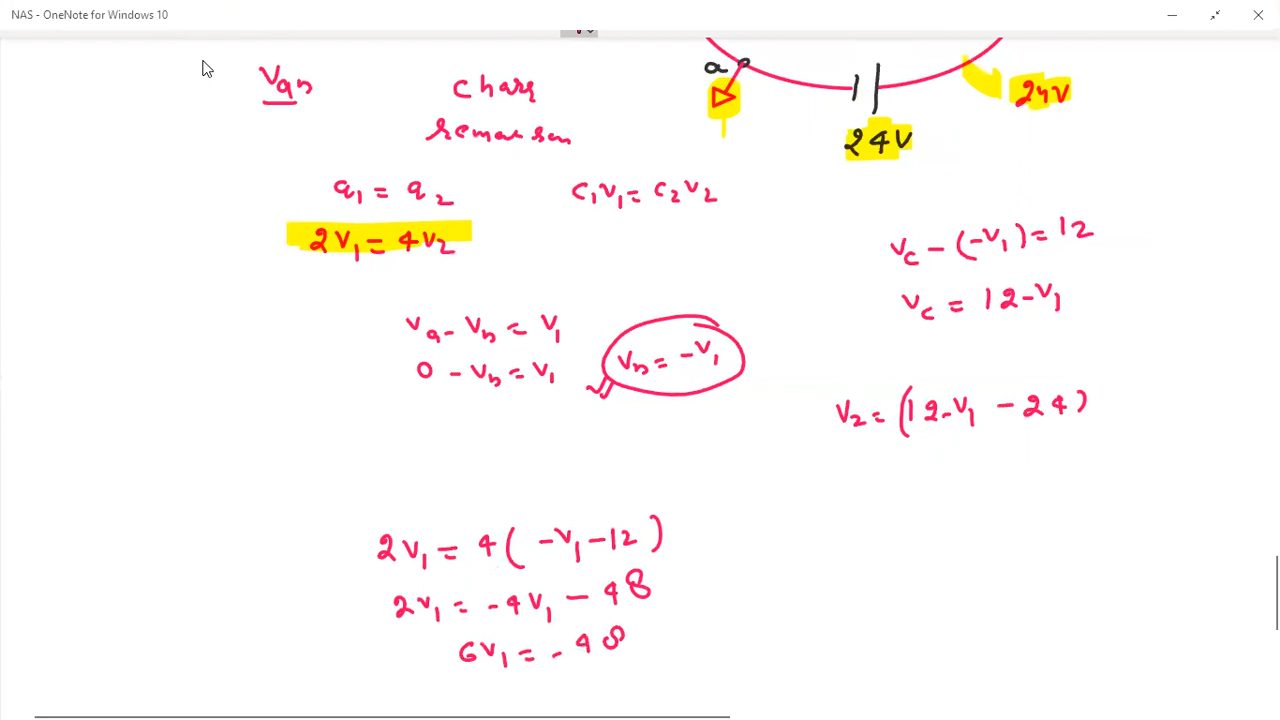 NAS - OneNote for Windows 10
Vab
charge
a
24V
24V
q1 = q2
C1V1 = C2V2
2V1 = 4V2
Vc - (-V1) = 12
Vc = 12 - V1
Va - Vb = V1
0 - Vb = V1
Vb = -V1
V2 = (12 - V1 - 24)
2V1 = 4(-V1 - 12)
2V1 = -4V1 - 48
6V1 = -48